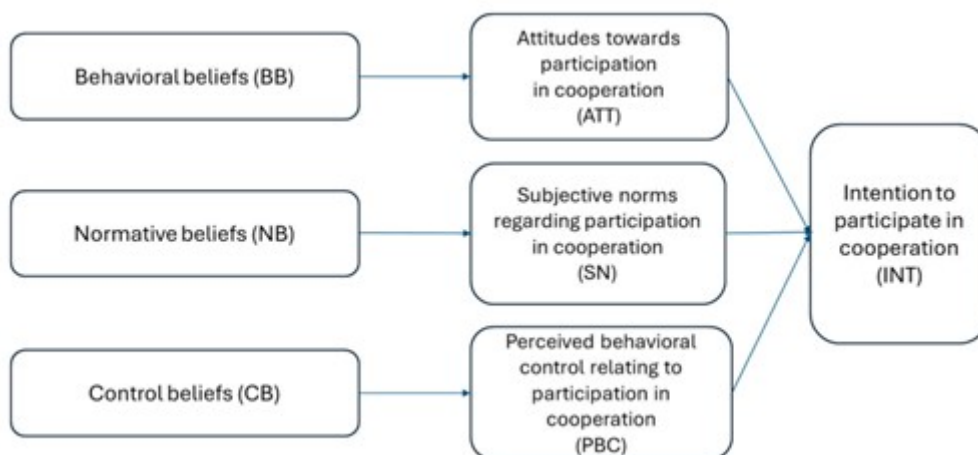 Behavioral beliefs (BB)
Attitudes towards
participation
in cooperation
(ATT)
Normative beliefs (NB)
Subjective norms
regarding participation
in cooperation
(SN)
Intention to
participate in
cooperation
(INT)
Control beliefs (CB)
Perceived behavioral
control relating to
participation in
cooperation
(PBC)